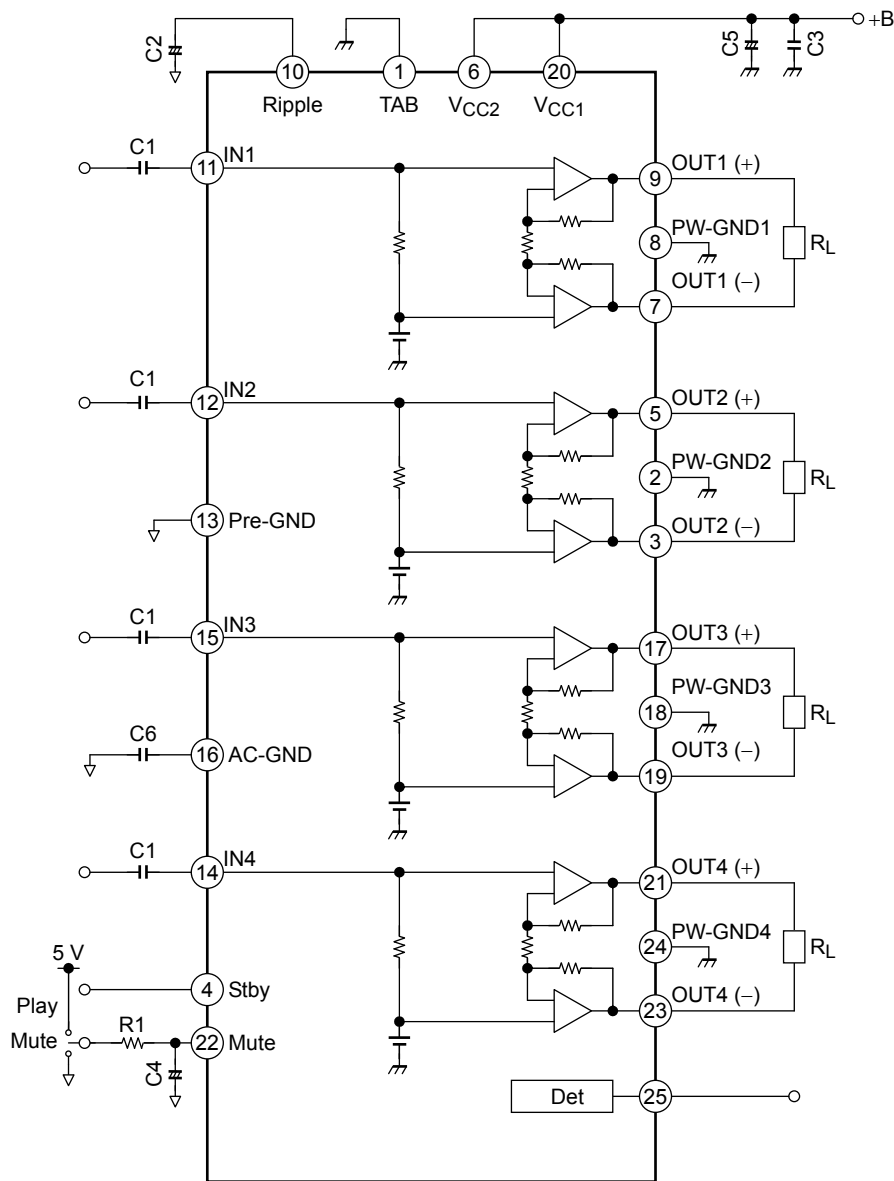 C2
C5
C3
+B
10
1
6
20
Ripple
TAB
VCC2
VCC1
C1
11
IN1
9
OUT1 (+)
8
PW-GND1
RL
7
OUT1 (−)
C1
12
IN2
5
OUT2 (+)
2
PW-GND2
RL
13
Pre-GND
3
OUT2 (−)
C1
15
IN3
17
OUT3 (+)
18
PW-GND3
RL
C6
16
AC-GND
19
OUT3 (−)
C1
14
IN4
21
OUT4 (+)
24
PW-GND4
RL
5 V
Play
4
Stby
23
OUT4 (−)
Mute
R1
22
Mute
C4
Det
25